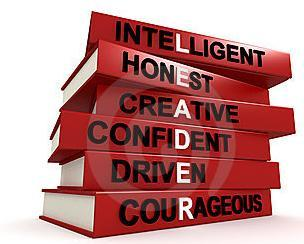 INTELLIGENT
HONEST
CREATIVE
CONFIDENT
DRIVEN
COURAGEOUS